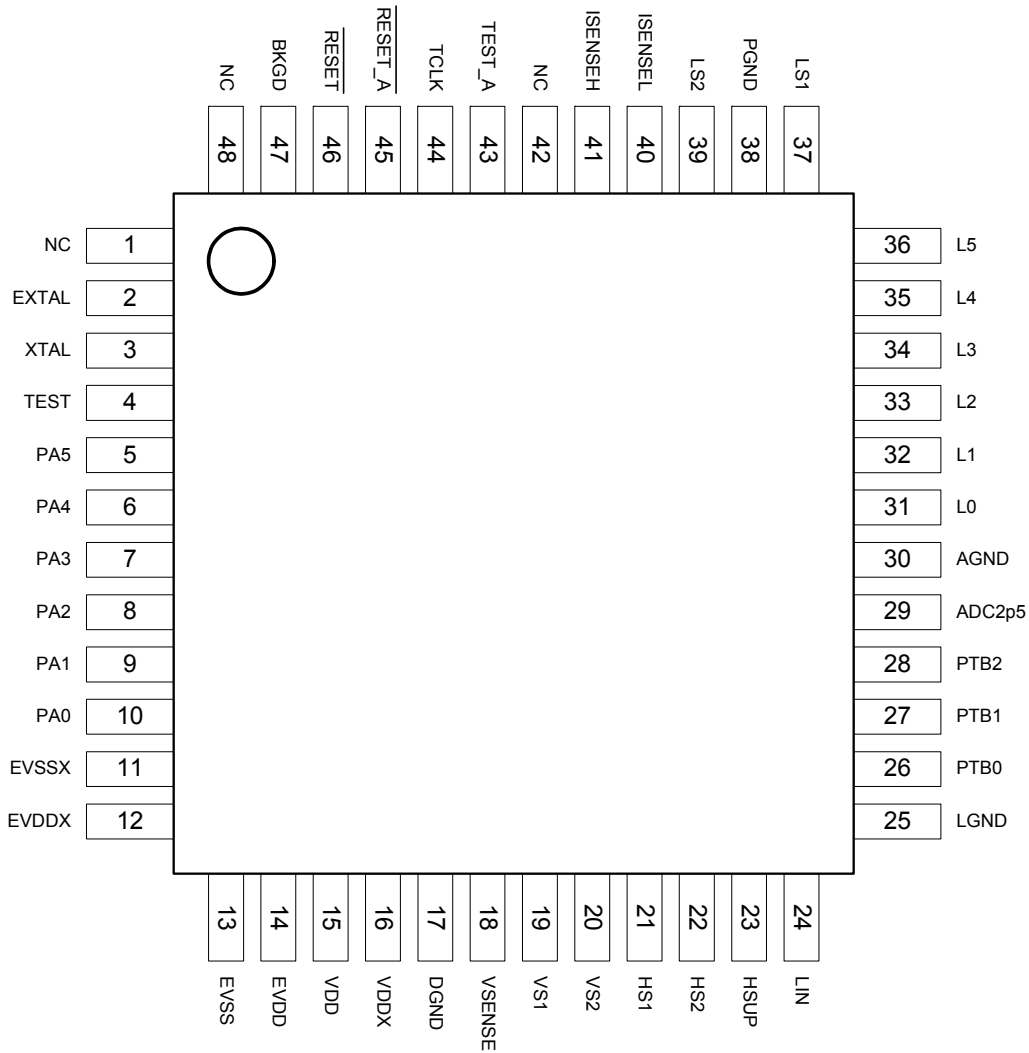 NC
BKGD
RESET
RESET_A
TCLK
TEST_A
NC
ISENSEH
ISENSEL
LS2
PGND
LS1
48
47
46
45
44
43
42
41
40
39
38
37
NC 1
EXTAL 2
XTAL 3
TEST 4
PA5 5
PA4 6
PA3 7
PA2 8
PA1 9
PA0 10
EVSSX 11
EVDDX 12
36 L5
35 L4
34 L3
33 L2
32 L1
31 L0
30 AGND
29 ADC2p5
28 PTB2
27 PTB1
26 PTB0
25 LGND
13
14
15
16
17
18
19
20
21
22
23
24
EVSS
EVDD
VDD
VDDX
DGND
VSENSE
VS1
VS2
HS1
HS2
HSUP
LIN